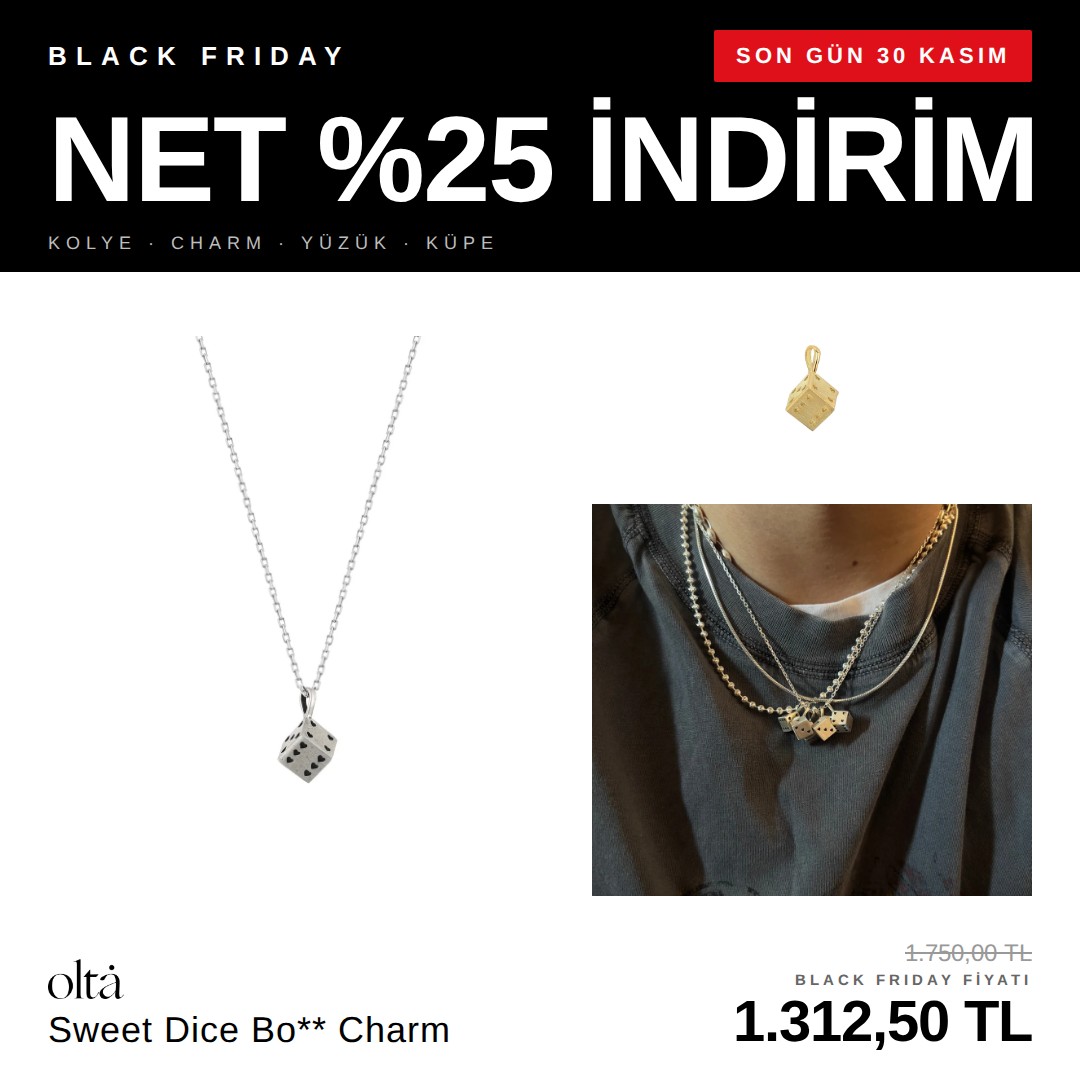 BLACK FRIDAY
SON GÜN 30 KASIM
NET %25 İNDİRİM
KOLYE · CHARM · YÜZÜK · KÜPE
oltȧ
Sweet Dice Bo** Charm
1.750,00 TL
BLACK FRIDAY FİYATI
1.312,50 TL